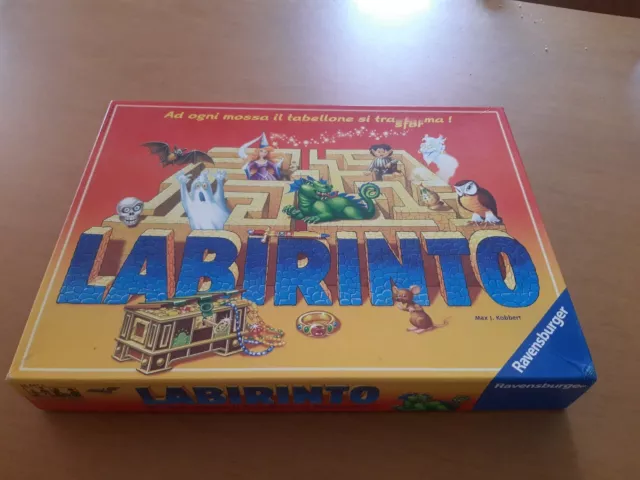 Ad ogni mossa il tabellone si trasforma!
LABIRINTO
Max J. Kobbert
Ravensburger
LABIRINTO
Ravensburger